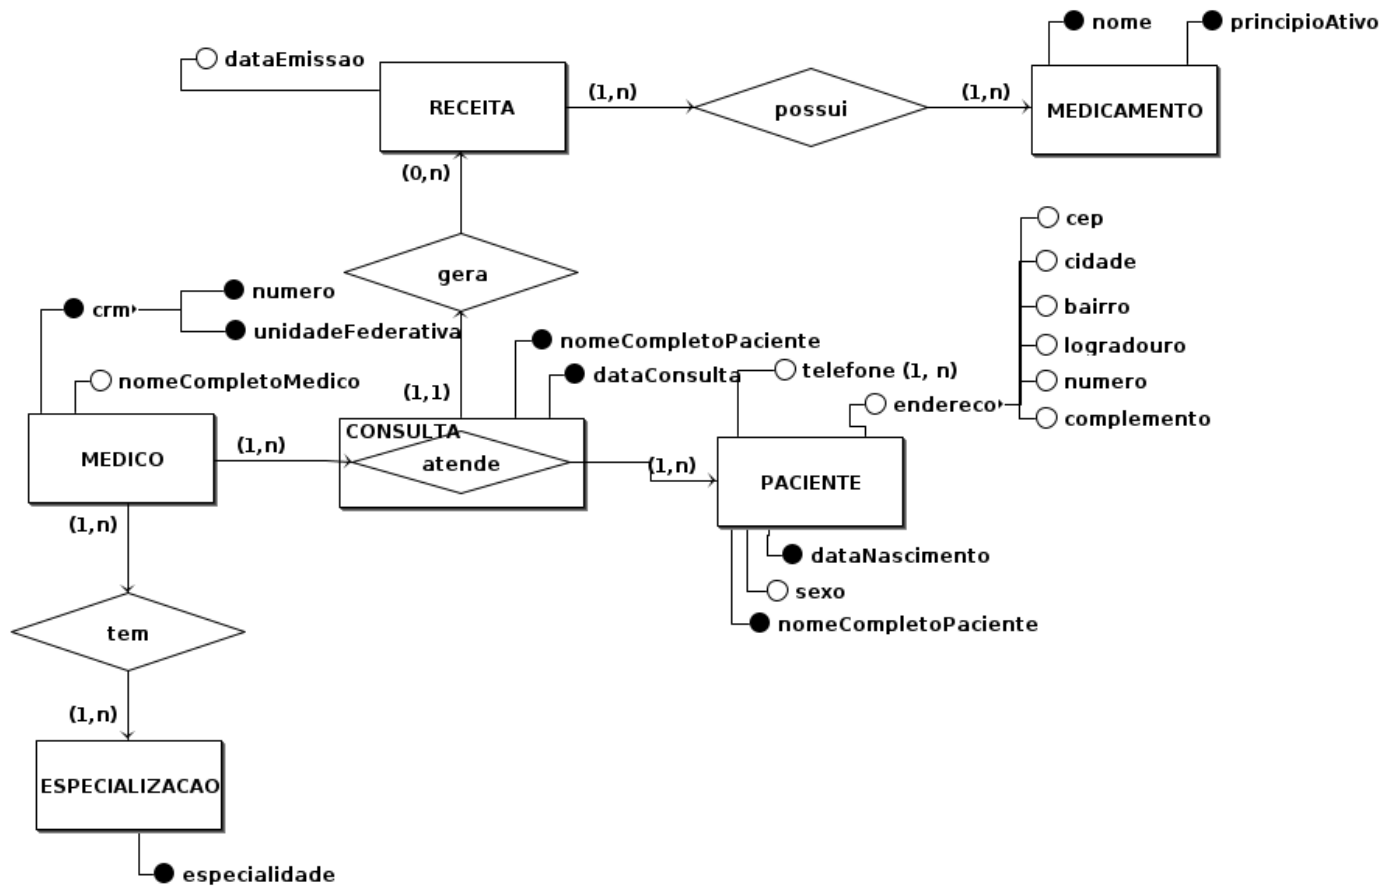 nome
principioAtivo
dataEmissao
RECEITA
(1,n)
possui
(1,n)
MEDICAMENTO
(0,n)
gera
(1,1)
cep
cidade
bairro
logradouro
numero
complemento
crm
numero
unidadeFederativa
nomeCompletoMedico
nomeCompletoPaciente
dataConsulta
telefone (1, n)
endereco
MEDICO
(1,n)
CONSULTA
atende
(1,n)
PACIENTE
dataNascimento
sexo
nomeCompletoPaciente
(1,n)
tem
(1,n)
ESPECIALIZACAO
especialidade